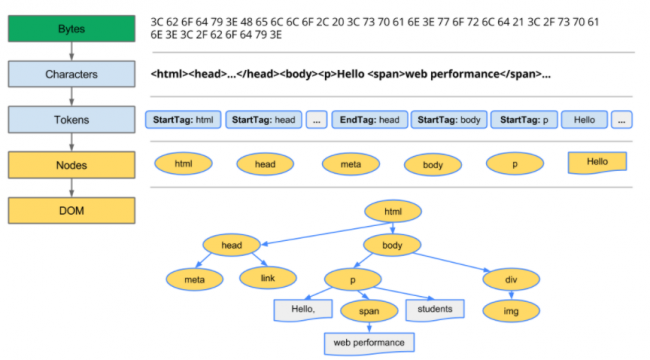 Bytes
3C 62 6F 64 79 3E 48 65 6C 6C 6F 2C 20 3C 73 70 61 6E 3E 77 6F 72 6C 64 21 3C 2F 73 70 61
6E 3E 3C 2F 62 6F 64 79 3E
Characters
<html><head>...</head><body><p>Hello <span>web performance</span>...
Tokens
StartTag: html StartTag: head ... EndTag: head StartTag: body StartTag: p Hello ...
Nodes
html head meta body p Hello
DOM
html
head body
meta link p div
Hello, span students img
web performance